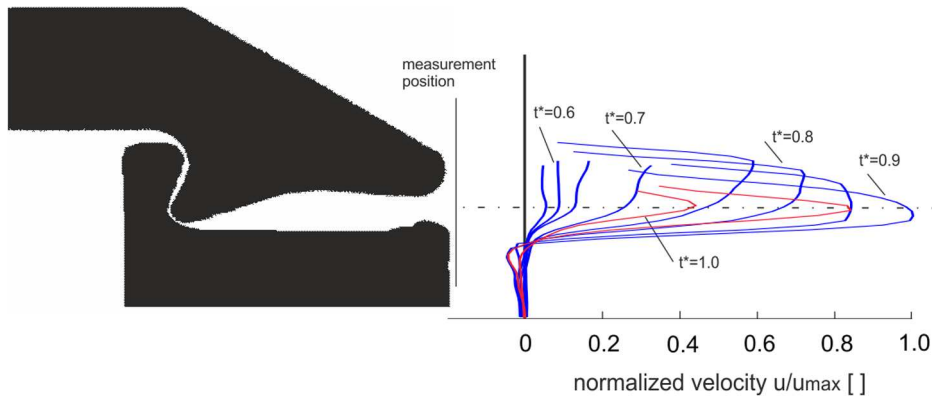 measurement
position
t*=0.6
t*=0.7
t*=0.8
t*=0.9
t*=1.0
0 0.2 0.4 0.6 0.8 1.0
normalized velocity u/umax [ ]